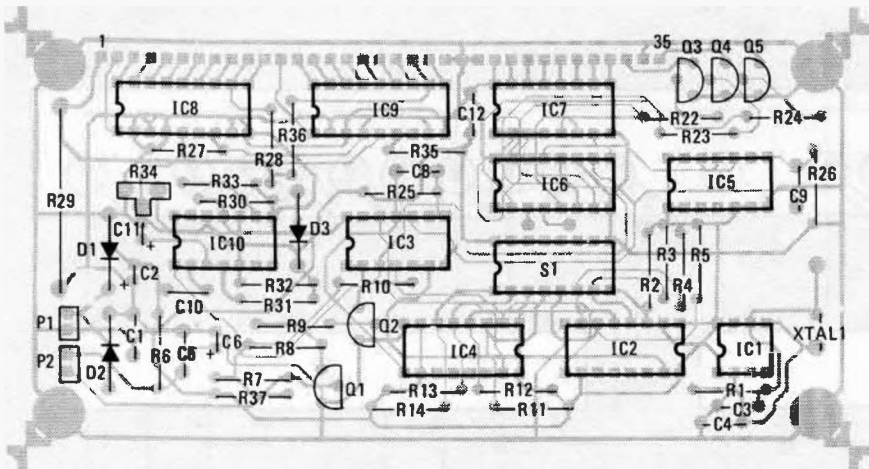 1 35 Q3 Q4 Q5
IC8 IC9 C12 IC7 R22 R24
R36 R23
R27 R28 R35
R34 R33 C8 IC6 IC5 R26
R29 R30 R25 C9
C11 + D3
D1 IC10 IC3 S1 R3 R5
+ C2 R32 R10 R2 R4
C10 R31
P1 C1 R9 Q2 XTAL1
R6 + C6 R8 IC4 IC2 IC1
P2 D2 R7 Q1 R13 R12 R1
R37 R14 R11 C3
C4